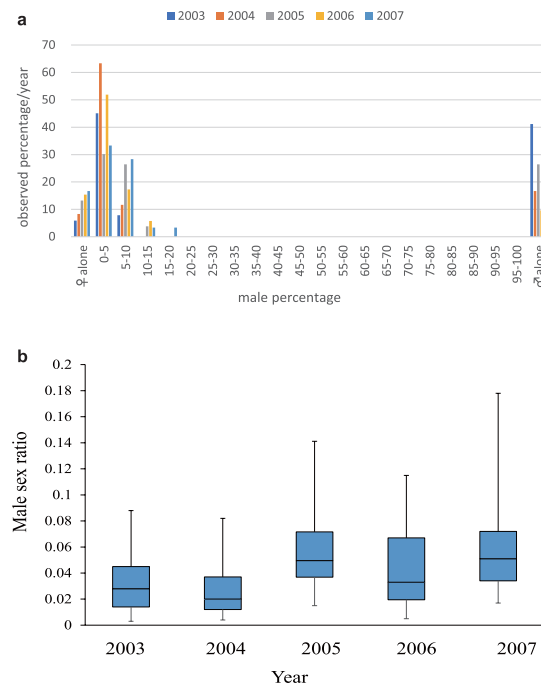 a
2003 2004 2005 2006 2007
70
60
50
40
30
20
10
0
observed percentage/year
♀ alone 0-5 5-10 10-15 15-20 20-25 25-30 30-35 35-40 40-45 45-50 50-55 55-60 60-65 65-70 70-75 75-80 80-85 85-90 90-95 95-100 ♂ alone
male percentage
b
0.2
0.18
0.16
0.14
0.12
0.1
0.08
0.06
0.04
0.02
0
Male sex ratio
2003 2004 2005 2006 2007
Year